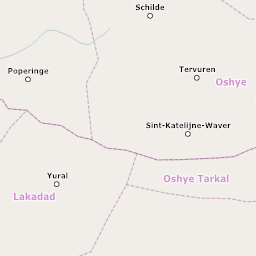 Schilde
Poperinge
Tervuren
Oshye
Sint-Katelijne-Waver
Yural
Oshye Tarkal
Lakadad